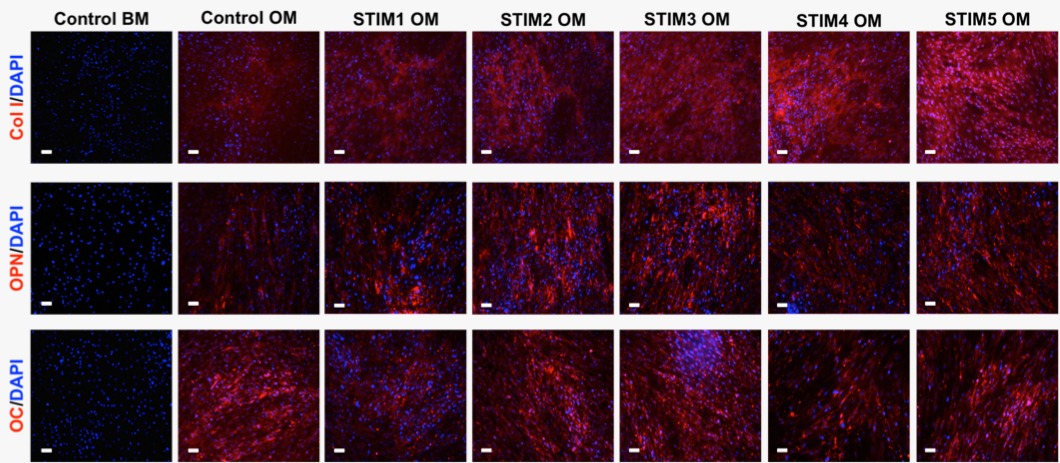 Control BM Control OM STIM1 OM STIM2 OM STIM3 OM STIM4 OM STIM5 OM
Col I/DAPI
OPN/DAPI
OC/DAPI